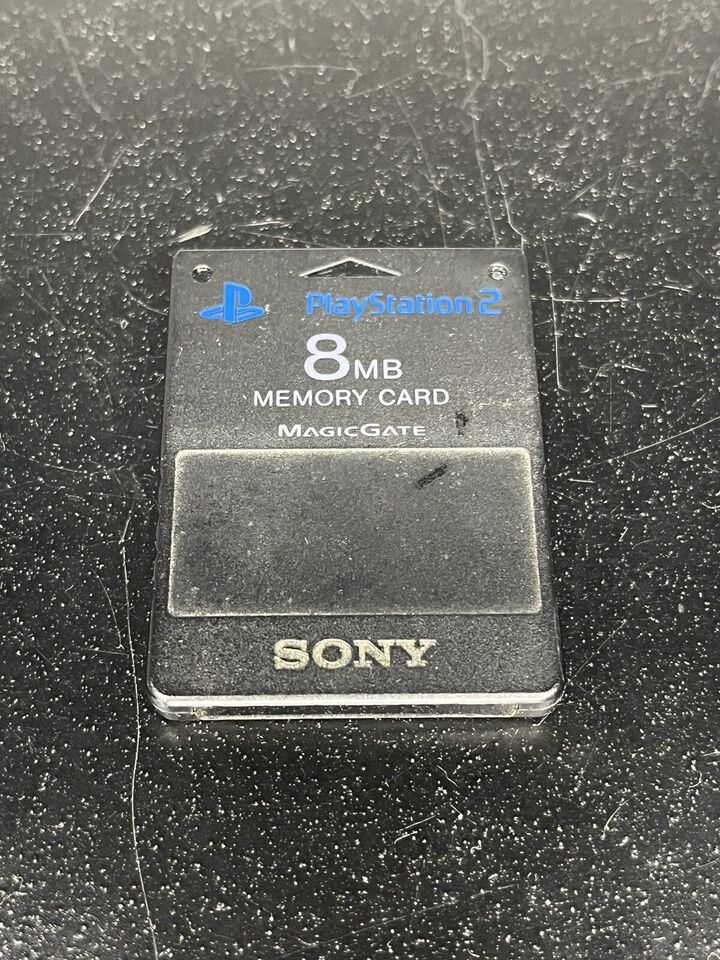 PlayStation 2
8MB
MEMORY CARD
MAGICGATE
SONY